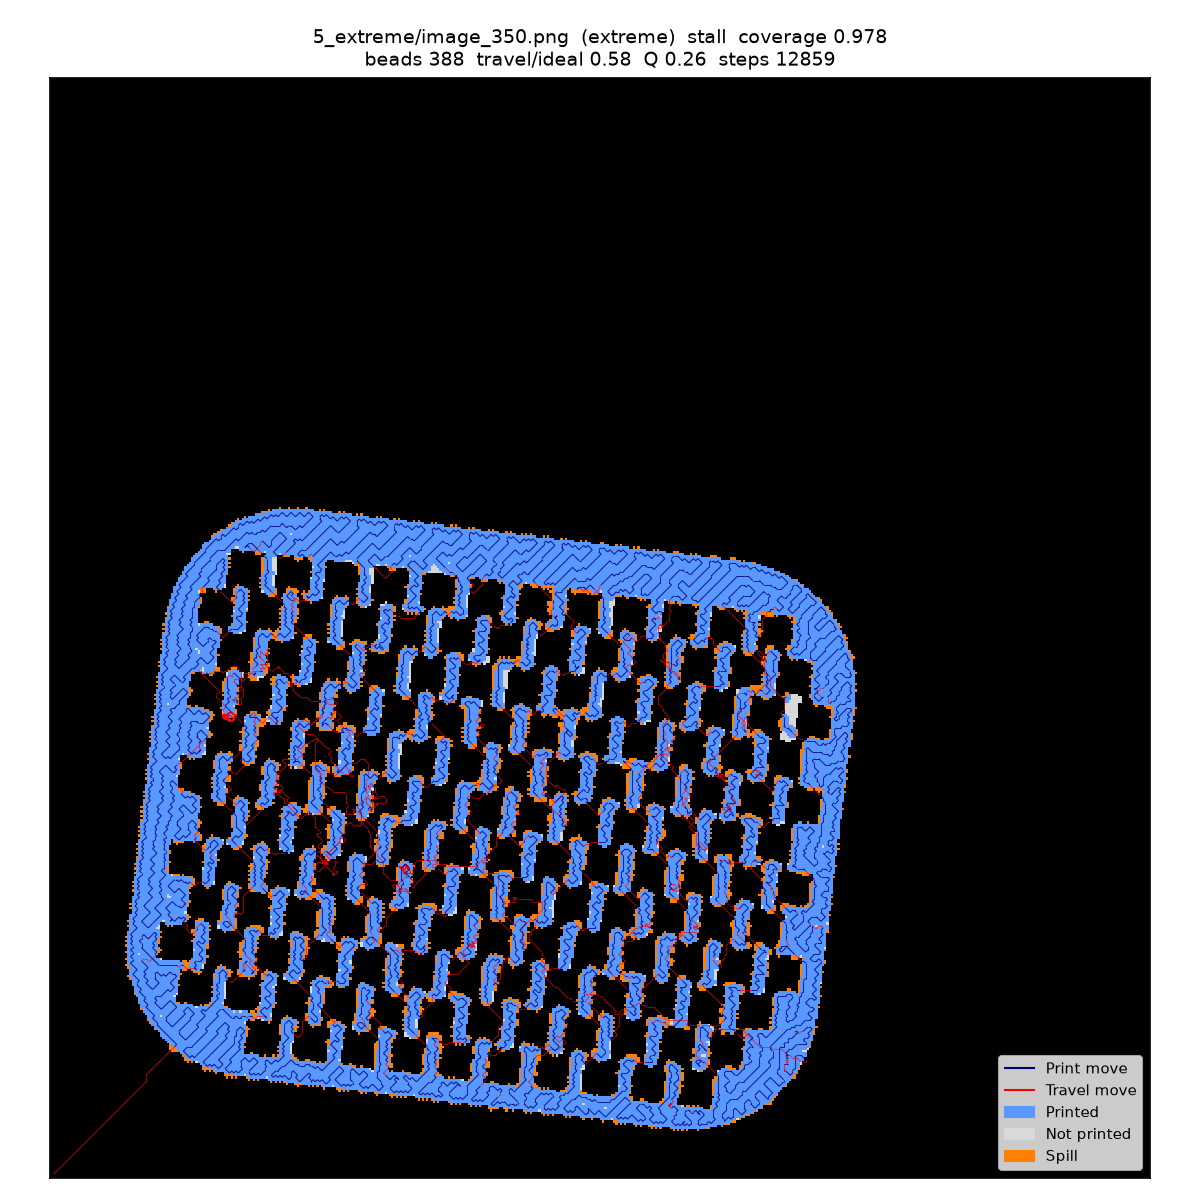 5_extreme/image_350.png  (extreme)  stall  coverage 0.978
beads 388  travel/ideal 0.58  Q 0.26  steps 12859
Print move
Travel move
Printed
Not printed
Spill